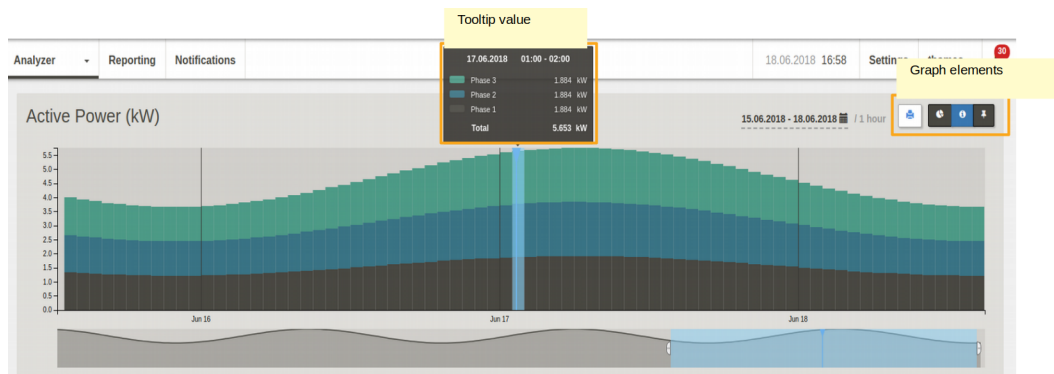 Tooltip value
Analyzer
Reporting
Notifications
17.06.2018 01:00 - 02:00
Phase 3 1.884 kW
Phase 2 1.884 kW
Phase 1 1.884 kW
Total 5.653 kW
18.06.2018 16:58
30
Graph elements
Active Power (kW)
15.06.2018 - 18.06.2018 / 1 hour
5.5
5.0
4.5
4.0
3.5
3.0
2.5
2.0
1.5
1.0
0.5
0.0
Jun 16
Jun 17
Jun 18